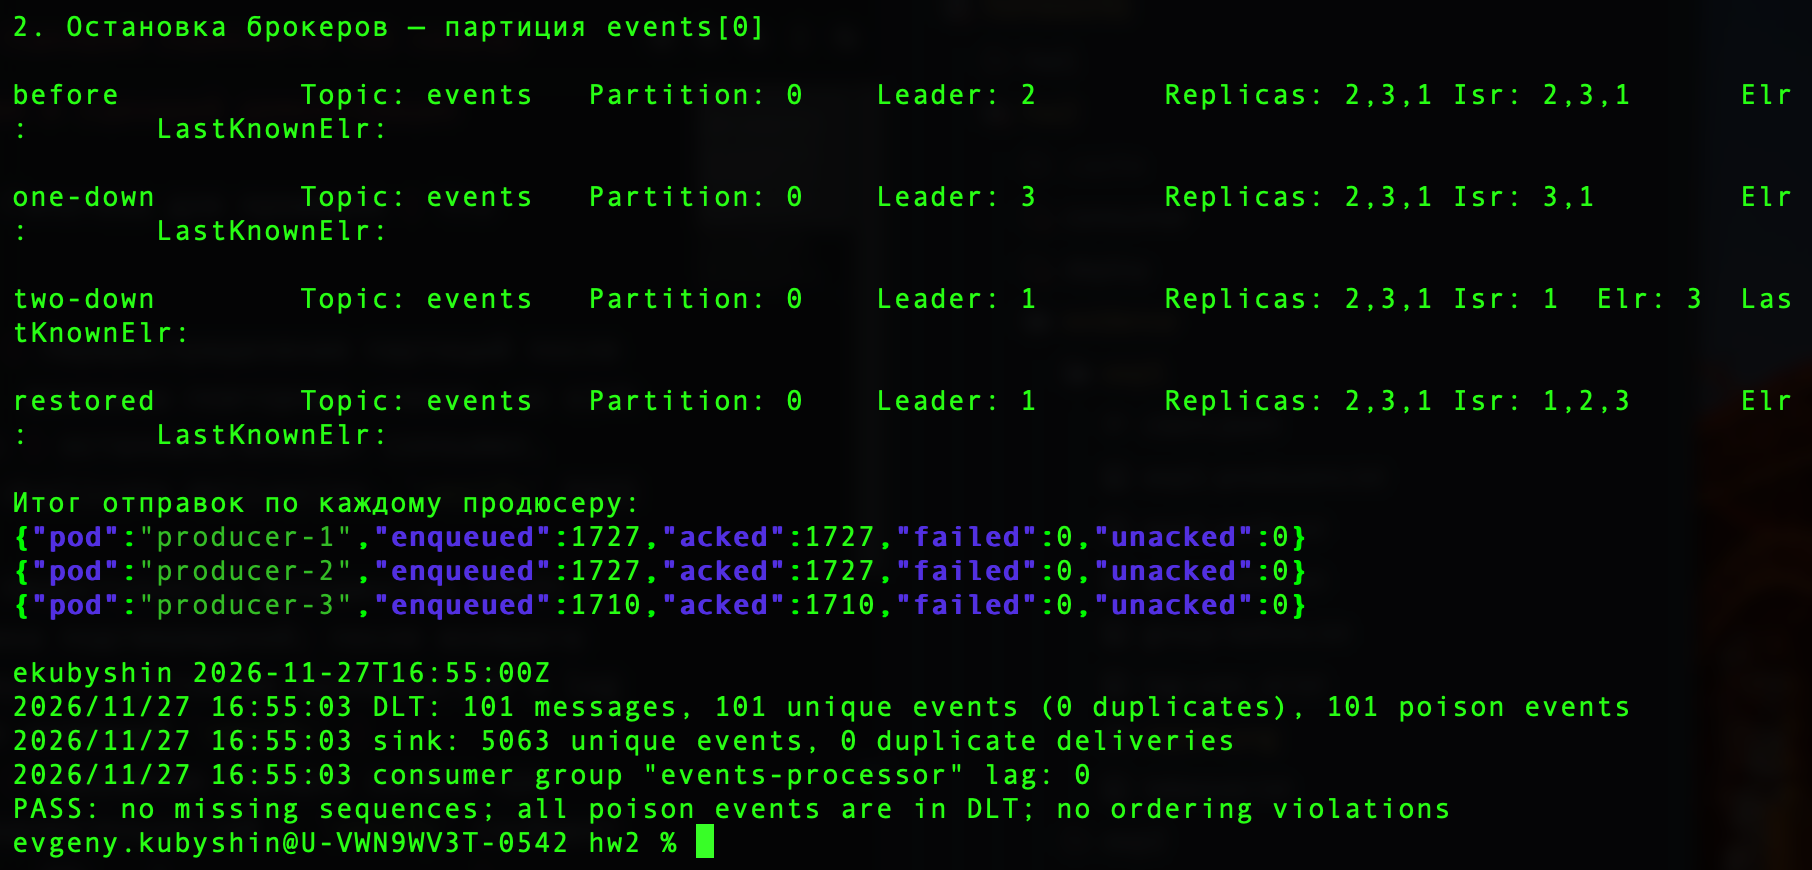 2. Остановка брокеров — партиция events[0]
before Topic: events Partition: 0 Leader: 2 Replicas: 2,3,1 Isr: 2,3,1 Elr
: LastKnownElr:
one-down Topic: events Partition: 0 Leader: 3 Replicas: 2,3,1 Isr: 3,1 Elr
: LastKnownElr:
two-down Topic: events Partition: 0 Leader: 1 Replicas: 2,3,1 Isr: 1 Elr: 3 Las
tKnownElr:
restored Topic: events Partition: 0 Leader: 1 Replicas: 2,3,1 Isr: 1,2,3 Elr
: LastKnownElr:
Итог отправок по каждому продюсеру:
{"pod":"producer-1","enqueued":1727,"acked":1727,"failed":0,"unacked":0}
{"pod":"producer-2","enqueued":1727,"acked":1727,"failed":0,"unacked":0}
{"pod":"producer-3","enqueued":1710,"acked":1710,"failed":0,"unacked":0}
ekubyshin 2026-11-27T16:55:00Z
2026/11/27 16:55:03 DLT: 101 messages, 101 unique events (0 duplicates), 101 poison events
2026/11/27 16:55:03 sink: 5063 unique events, 0 duplicate deliveries
2026/11/27 16:55:03 consumer group "events-processor" lag: 0
PASS: no missing sequences; all poison events are in DLT; no ordering violations
evgeny.kubyshin@U-VWN9WV3T-0542 hw2 %